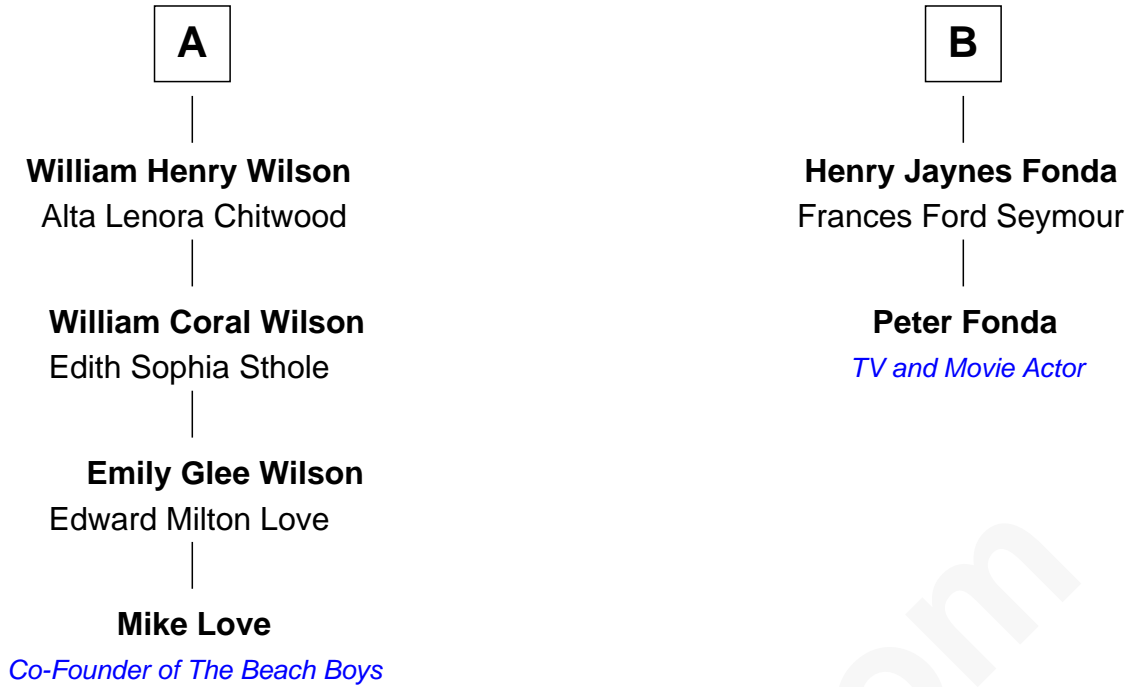 A
William Henry Wilson
Alta Lenora Chitwood
William Coral Wilson
Edith Sophia Sthole
Emily Glee Wilson
Edward Milton Love
Mike Love
Co-Founder of The Beach Boys
B
Henry Jaynes Fonda
Frances Ford Seymour
Peter Fonda
TV and Movie Actor
om